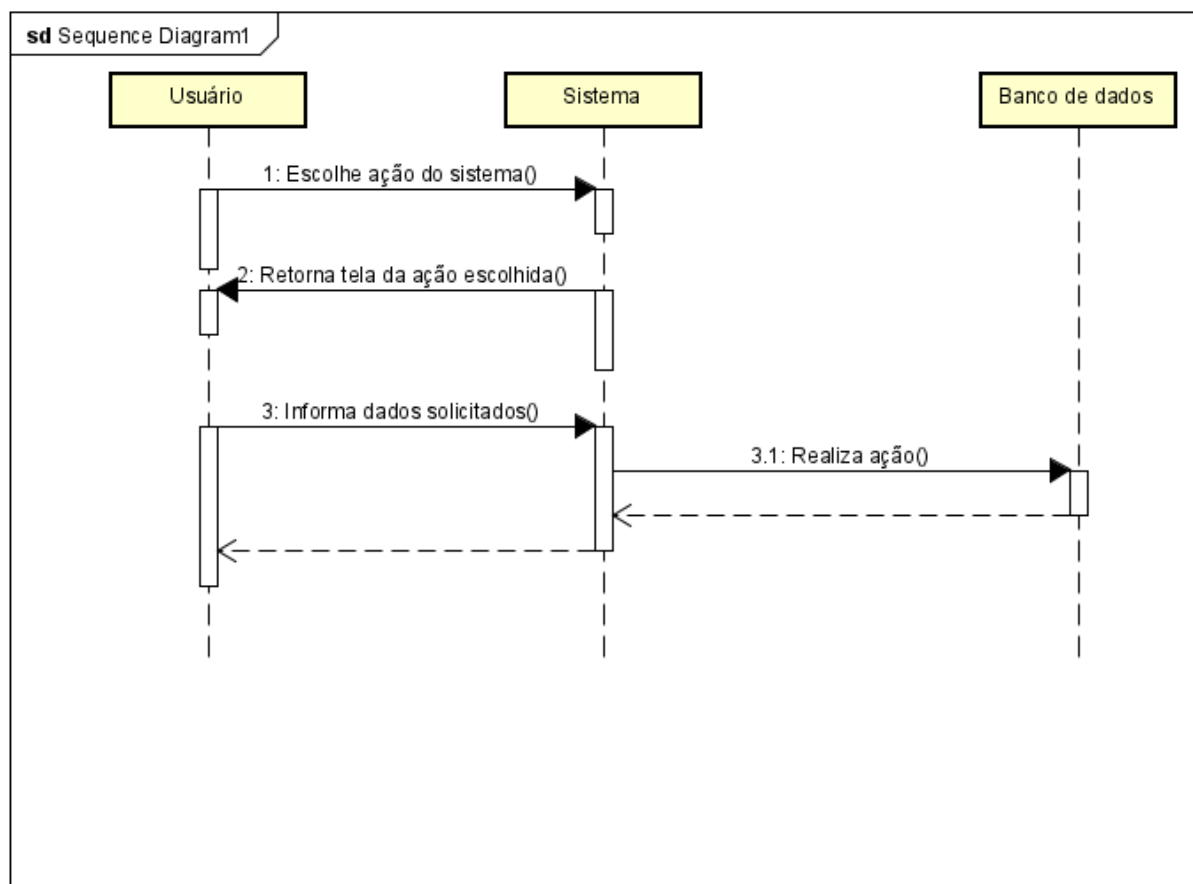 sd Sequence Diagram1
Usuário
Sistema
Banco de dados
1: Escolhe ação do sistema()
2: Retorna tela da ação escolhida()
3: Informa dados solicitados()
3.1: Realiza ação()